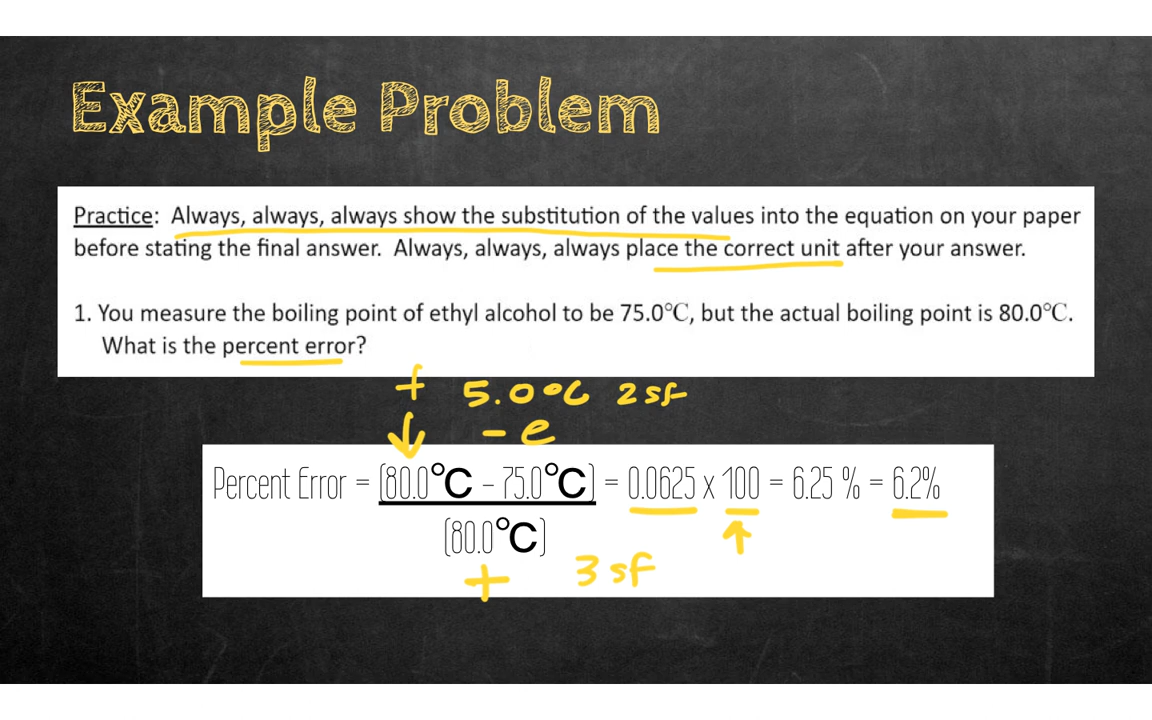 Example Problem
Practice: Always, always, always show the substitution of the values into the equation on your paper
before stating the final answer. Always, always, always place the correct unit after your answer.
1. You measure the boiling point of ethyl alcohol to be 75.0°C, but the actual boiling point is 80.0°C.
What is the percent error?
+ 5.0°C 2 sf
- e
Percent Error = (80.0°C - 75.0°C) = 0.0625 x 100 = 6.25 % = 6.2%
(80.0°C)
+ 3 sf